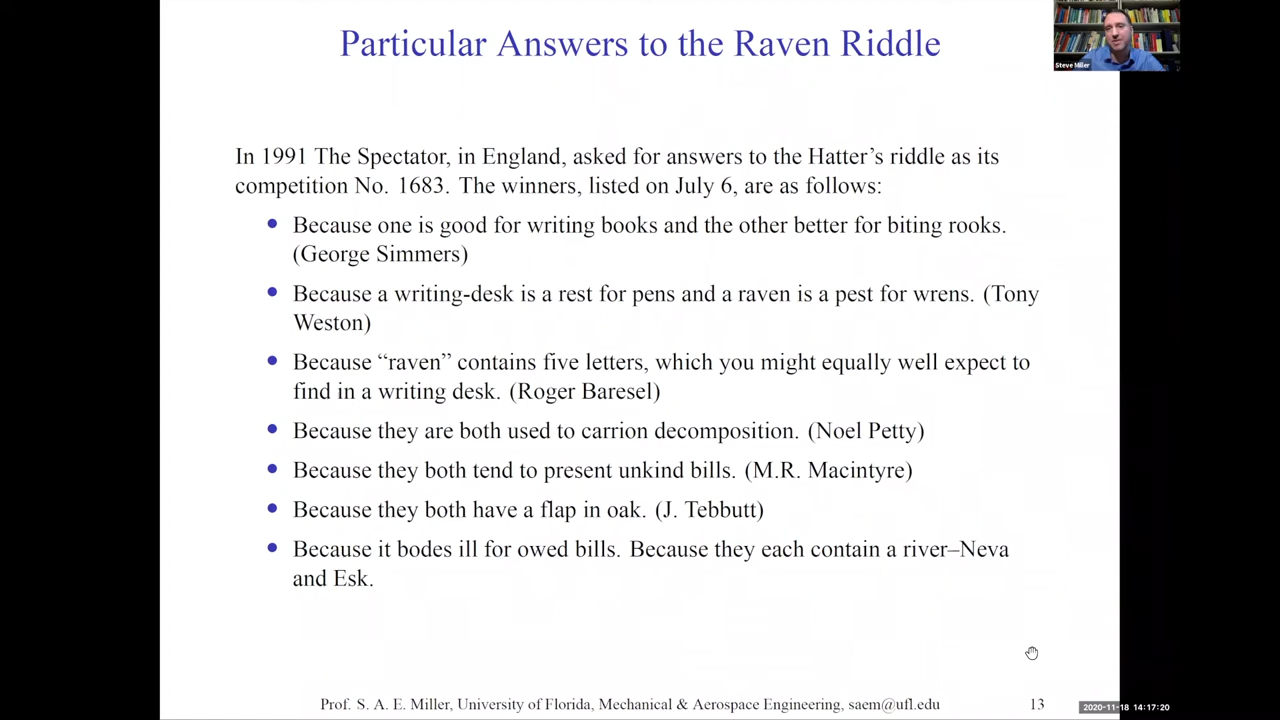 Particular Answers to the Raven Riddle
Steve Miller
In 1991 The Spectator, in England, asked for answers to the Hatter’s riddle as its
competition No. 1683. The winners, listed on July 6, are as follows:
Because one is good for writing books and the other better for biting rooks.
(George Simmers)
Because a writing-desk is a rest for pens and a raven is a pest for wrens. (Tony
Weston)
Because “raven” contains five letters, which you might equally well expect to
find in a writing desk. (Roger Baresel)
Because they are both used to carrion decomposition. (Noel Petty)
Because they both tend to present unkind bills. (M.R. Macintyre)
Because they both have a flap in oak. (J. Tebbutt)
Because it bodes ill for owed bills. Because they each contain a river–Neva
and Esk.
Prof. S. A. E. Miller, University of Florida, Mechanical & Aerospace Engineering, saem@ufl.edu 13
2020-11-18 14:17:20